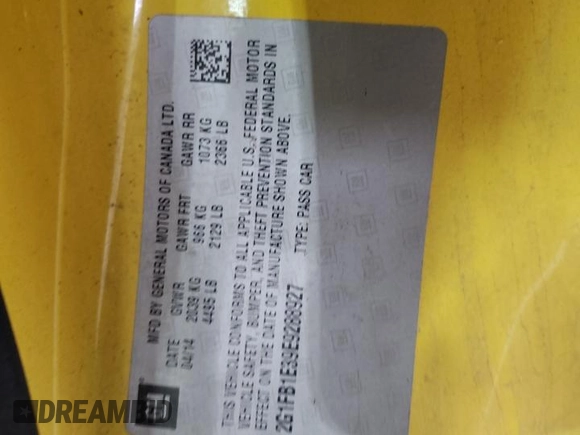 MFD BY GENERAL MOTORS OF CANADA LTD.
DATE GVWR GAWR FRT GAWR RR
04/14 2039 KG 966 KG 1073 KG
4495 LB 2129 LB 2366 LB
THIS VEHICLE CONFORMS TO ALL APPLICABLE U.S. FEDERAL MOTOR
VEHICLE SAFETY, BUMPER, AND THEFT PREVENTION STANDARDS IN
EFFECT ON THE DATE OF MANUFACTURE SHOWN ABOVE.
2G1FB1E39E9288927 TYPE: PASS CAR
GM
DREAMBID